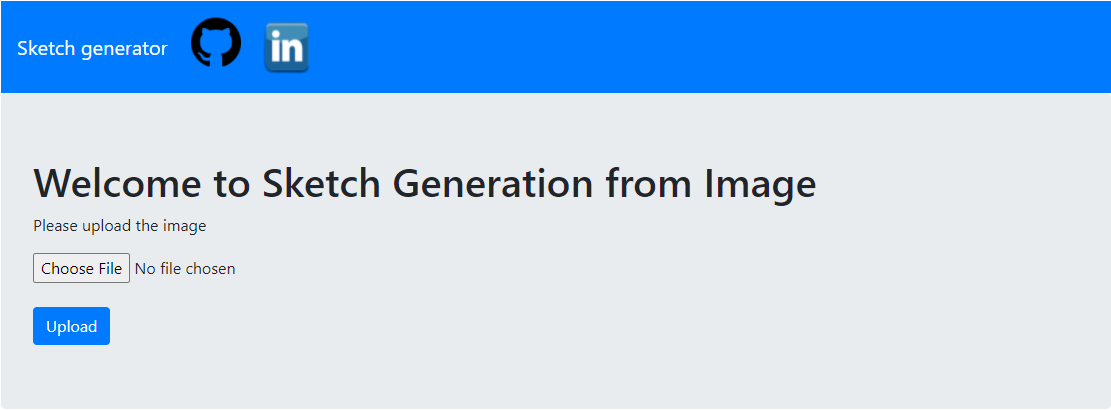 Sketch generator in
Welcome to Sketch Generation from Image
Please upload the image
Choose File No file chosen
Upload